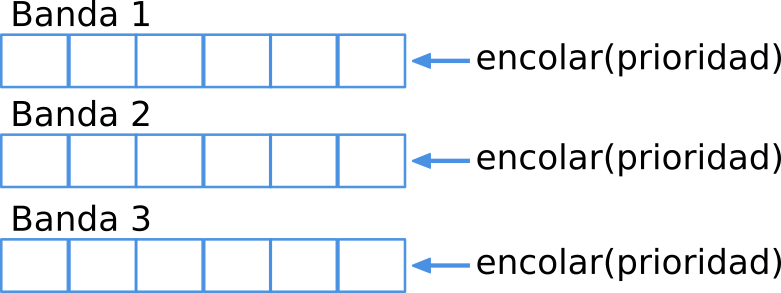 Banda 1
encolar(prioridad)
Banda 2
encolar(prioridad)
Banda 3
encolar(prioridad)